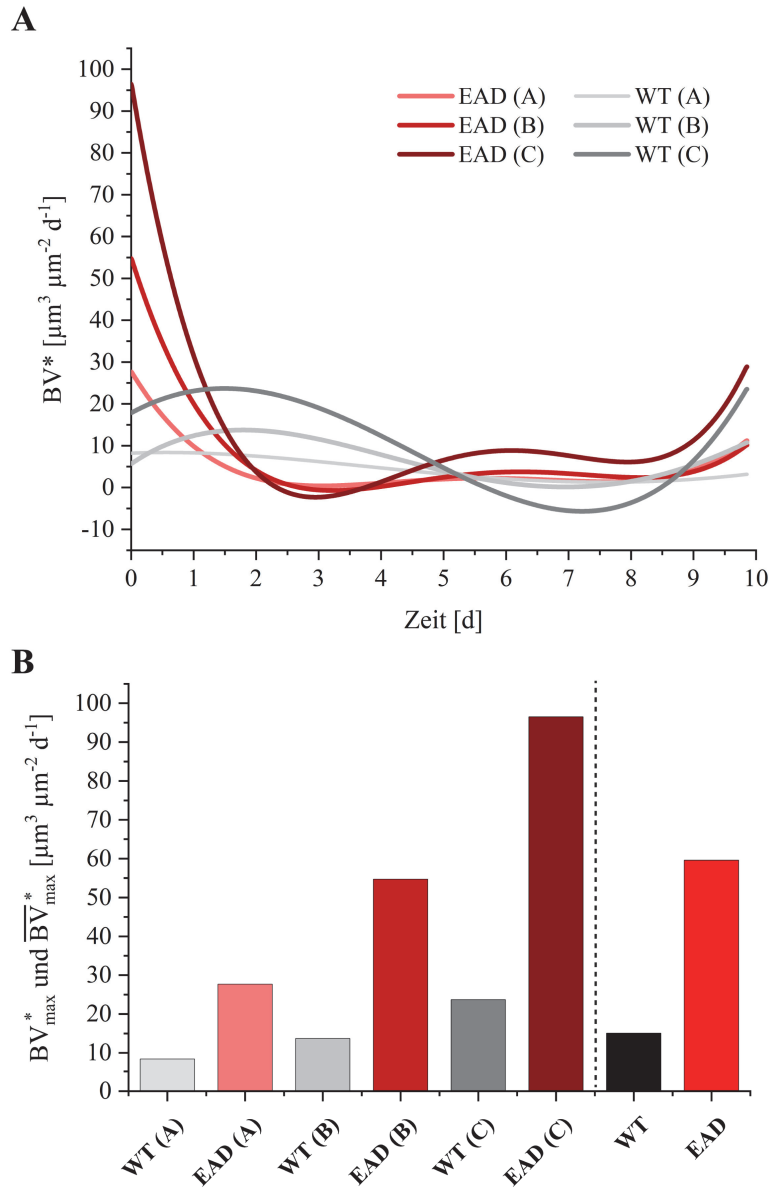 A
EAD (A) WT (A)
EAD (B) WT (B)
EAD (C) WT (C)
BV* [µm³ µm⁻² d⁻¹]
100
90
80
70
60
50
40
30
20
10
0
-10
0 1 2 3 4 5 6 7 8 9 10
Zeit [d]
B
BV*max und B̅V̅*max [µm³ µm⁻² d⁻¹]
100
90
80
70
60
50
40
30
20
10
0
WT (A) EAD (A) WT (B) EAD (B) WT (C) EAD (C) WT EAD